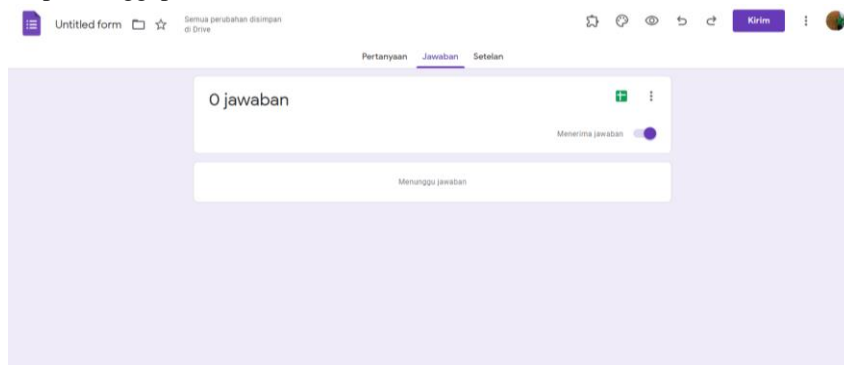 Untitled form
Semua perubahan disimpan
di Drive
Kirim
Pertanyaan Jawaban Setelan
0 jawaban
Menerima jawaban
Menunggu jawaban